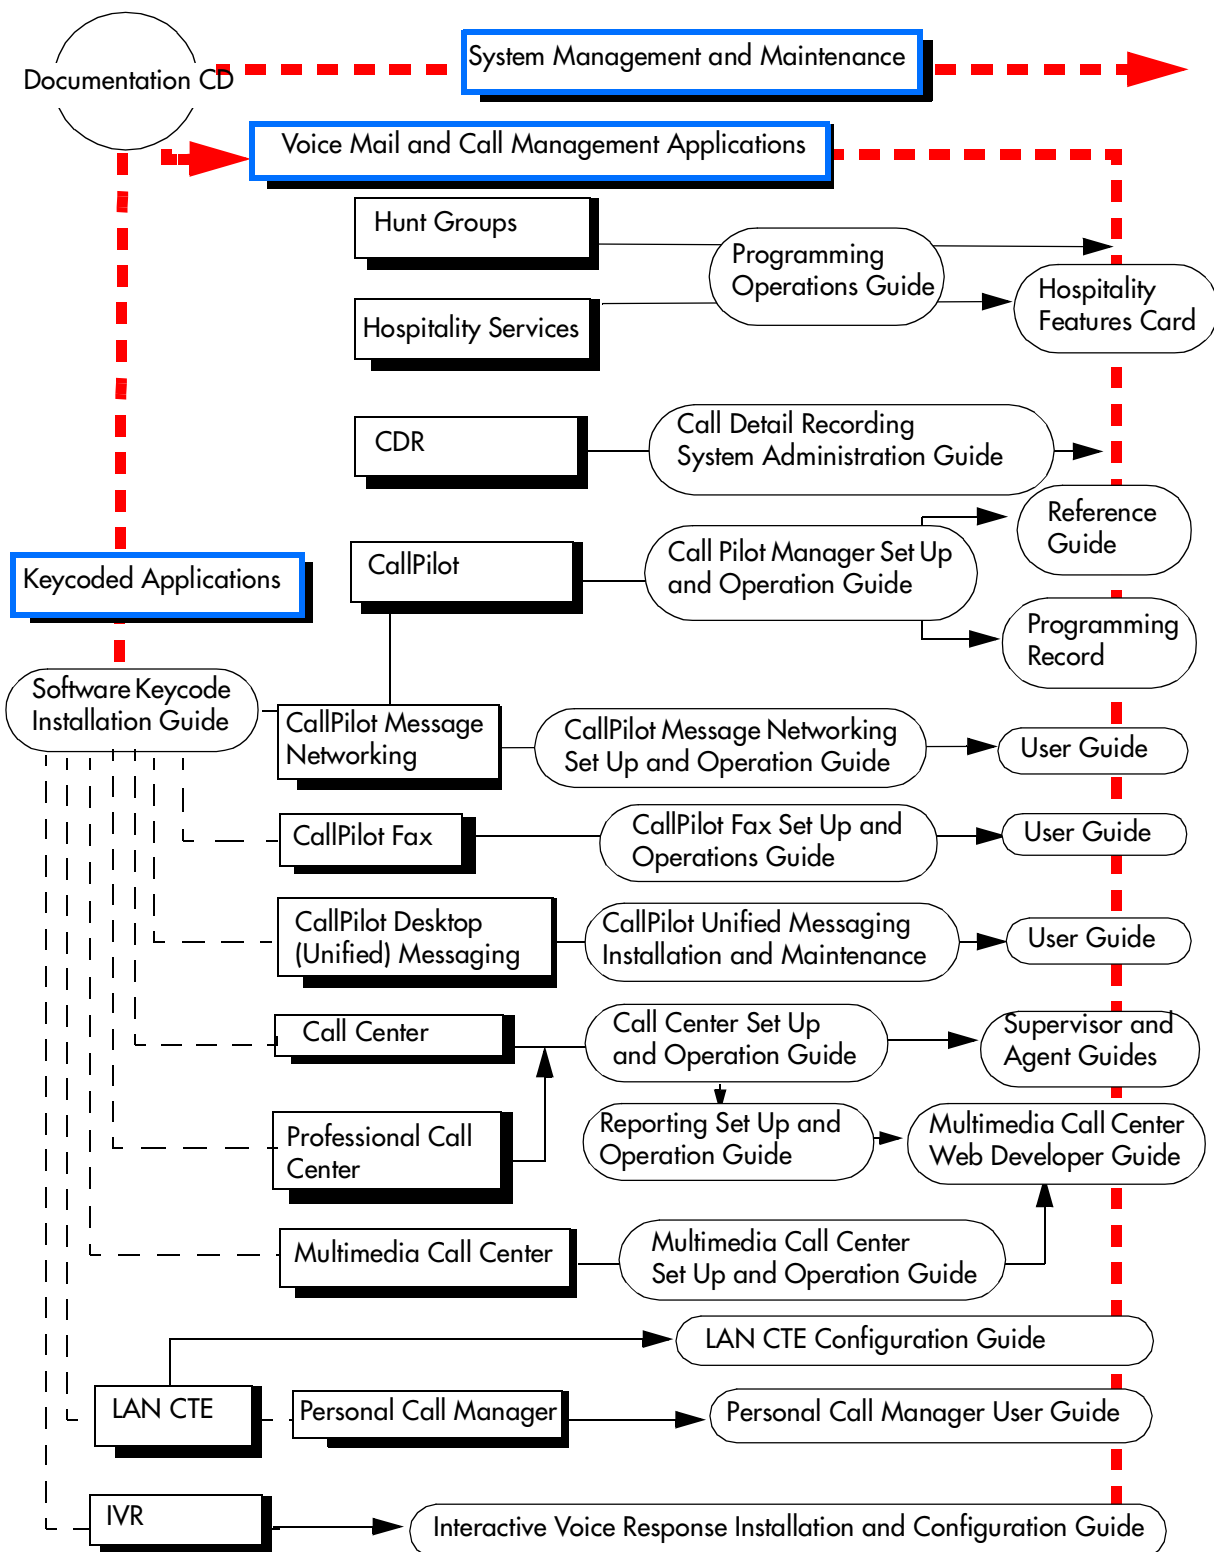 Documentation CD
System Management and Maintenance
Voice Mail and Call Management Applications
Hunt Groups
Programming
Operations Guide
Hospitality Services
Hospitality
Features Card
CDR
Call Detail Recording
System Administration Guide
Reference
Guide
CallPilot
Call Pilot Manager Set Up
and Operation Guide
Keycoded Applications
Programming
Record
Software Keycode
Installation Guide
CallPilot Message
Networking
CallPilot Message Networking
Set Up and Operation Guide
User Guide
CallPilot Fax
CallPilot Fax Set Up and
Operations Guide
User Guide
CallPilot Desktop
(Unified) Messaging
CallPilot Unified Messaging
Installation and Maintenance
User Guide
Call Center
Call Center Set Up
and Operation Guide
Supervisor and
Agent Guides
Professional Call
Center
Reporting Set Up and
Operation Guide
Multimedia Call Center
Web Developer Guide
Multimedia Call Center
Multimedia Call Center
Set Up and Operation Guide
LAN CTE Configuration Guide
LAN CTE
Personal Call Manager
Personal Call Manager User Guide
IVR
Interactive Voice Response Installation and Configuration Guide